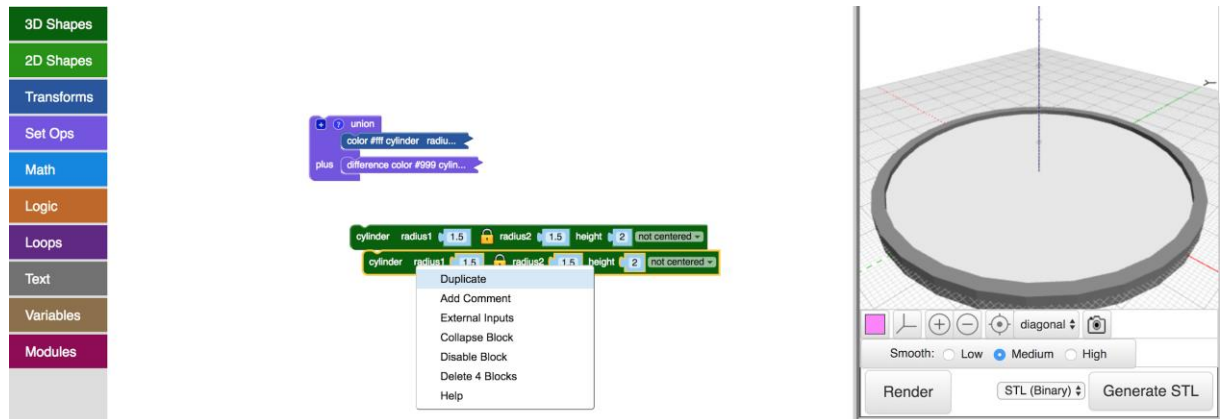 3D Shapes
2D Shapes
Transforms
Set Ops
Math
Logic
Loops
Text
Variables
Modules
+ ? union
color #fff cylinder radiu...
plus difference color #999 cylin...
cylinder radius1 1.5 radius2 1.5 height 2 not centered
cylinder radius1 1.5 radius2 1.5 height 2 not centered
Duplicate
Add Comment
External Inputs
Collapse Block
Disable Block
Delete 4 Blocks
Help
Y
diagonal
Smooth: Low Medium High
Render STL (Binary) Generate STL